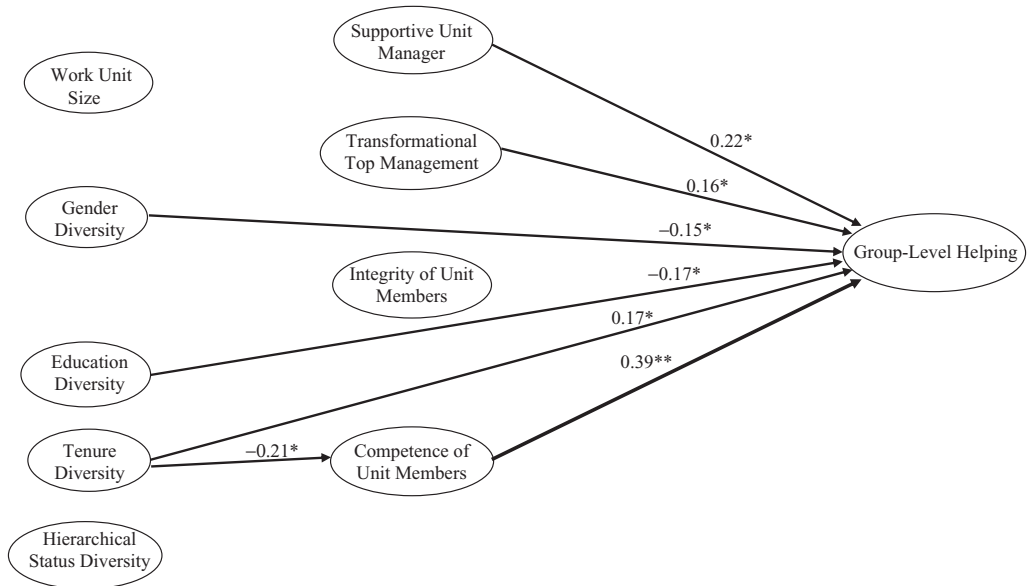 Supportive Unit
Manager
Work Unit
Size
Transformational
Top Management
0.22*
0.16*
Gender
Diversity
−0.15*
Group-Level Helping
Integrity of Unit
Members
−0.17*
0.17*
Education
Diversity
0.39**
Tenure
Diversity
−0.21*
Competence of
Unit Members
Hierarchical
Status Diversity